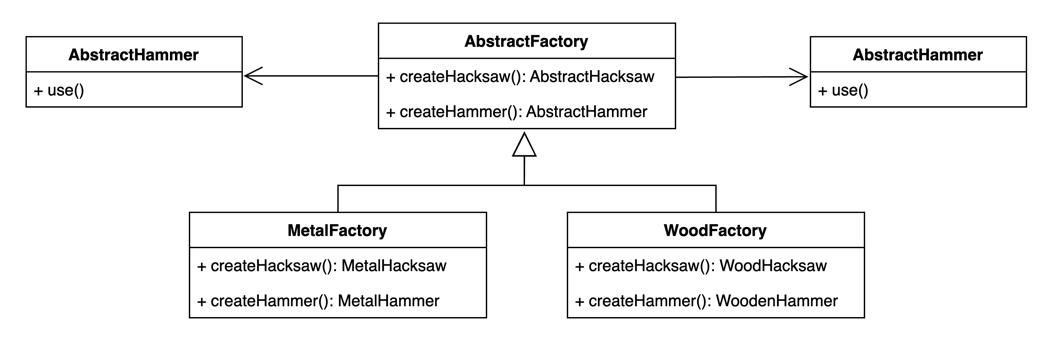 AbstractHammer
+ use()
AbstractFactory
+ createHacksaw(): AbstractHacksaw
+ createHammer(): AbstractHammer
AbstractHammer
+ use()
MetalFactory
+ createHacksaw(): MetalHacksaw
+ createHammer(): MetalHammer
WoodFactory
+ createHacksaw(): WoodHacksaw
+ createHammer(): WoodenHammer